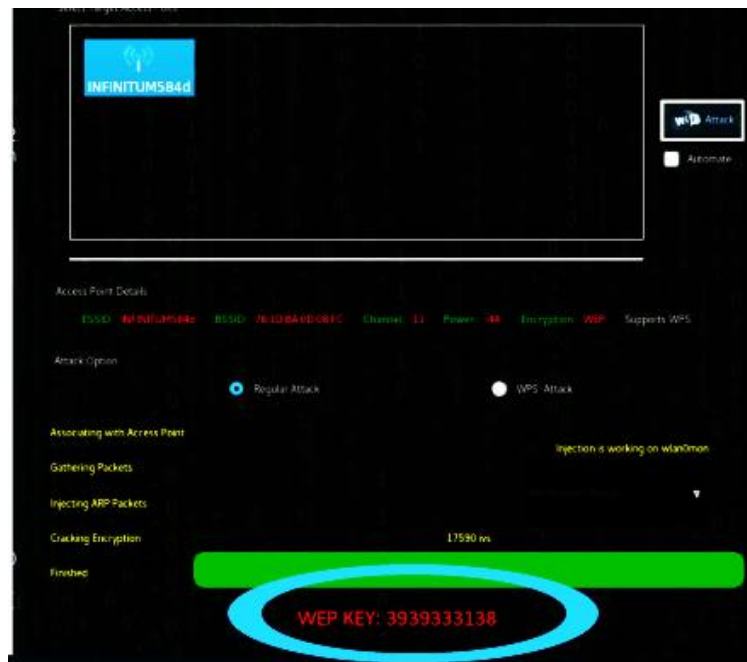 INFINITUM584d
WEP Attack
Automate
Access Point Details
ESSID: INFINITUM584d BSSID: Channel: 11 Power: -44 Encryption: WEP Supports WPS
Attack Option
Regular Attack WPS Attack
Associating with Access Point
Injection is working on wlan0mon
Gathering Packets
Injecting ARP Packets
Cracking Encryption 17590 ivs
Finished
WEP KEY: 3939333138